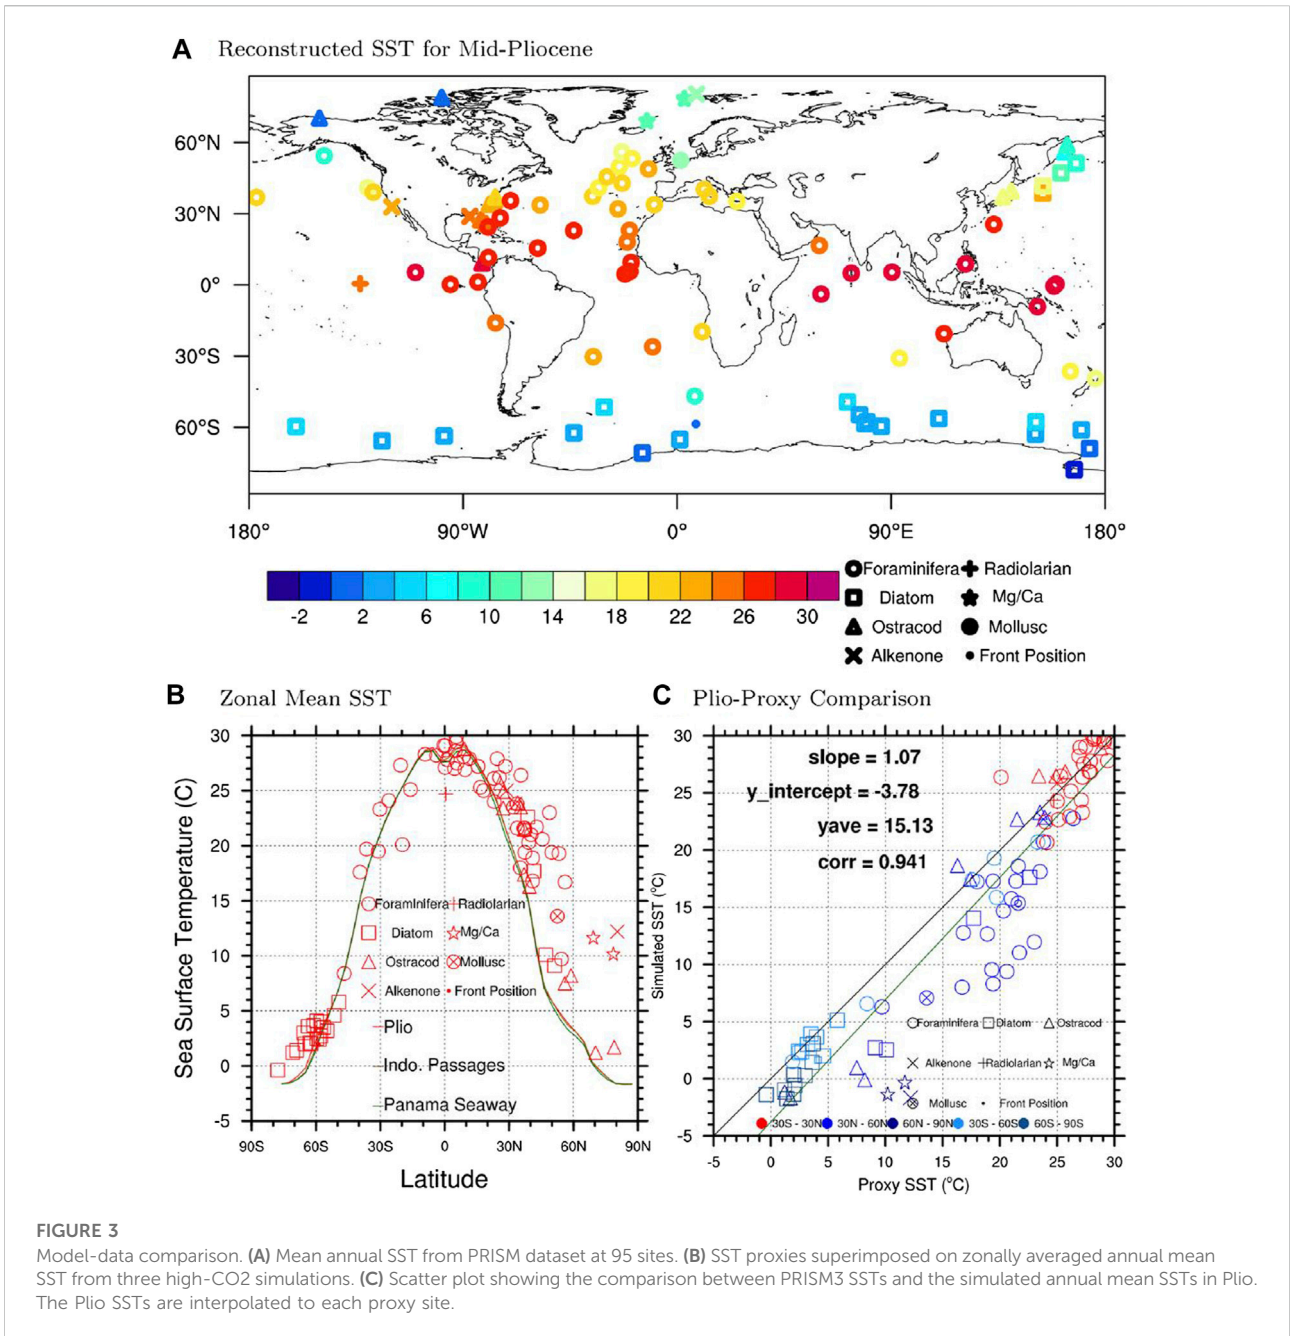 A Reconstructed SST for Mid-Pliocene
60°N
30°N
0°
30°S
60°S
180° 90°W 0° 90°E 180°
-2 2 6 10 14 18 22 26 30
Foraminifera Radiolarian
Diatom Mg/Ca
Ostracod Mollusc
Alkenone Front Position
B Zonal Mean SST
Sea Surface Temperature (C)
30
25
20
15
10
5
0
-5
Foraminifera Radiolarian
Diatom Mg/Ca
Ostracod Mollusc
Alkenone Front Position
Plio
Indo. Passages
Panama Seaway
90S 60S 30S 0 30N 60N 90N
Latitude
C Plio-Proxy Comparison
Simulated SST (°C)
30
25
20
15
10
5
0
-5
slope = 1.07
y_intercept = -3.78
yave = 15.13
corr = 0.941
Foraminifera Diatom Ostracod
Alkenone Radiolarian Mg/Ca
Mollusc Front Position
30S - 30N 30N - 60N 60N - 90N 30S - 60S 60S - 90S
-5 0 5 10 15 20 25 30
Proxy SST (°C)
FIGURE 3
Model-data comparison. (A) Mean annual SST from PRISM dataset at 95 sites. (B) SST proxies superimposed on zonally averaged annual mean
SST from three high-CO2 simulations. (C) Scatter plot showing the comparison between PRISM3 SSTs and the simulated annual mean SSTs in Plio.
The Plio SSTs are interpolated to each proxy site.